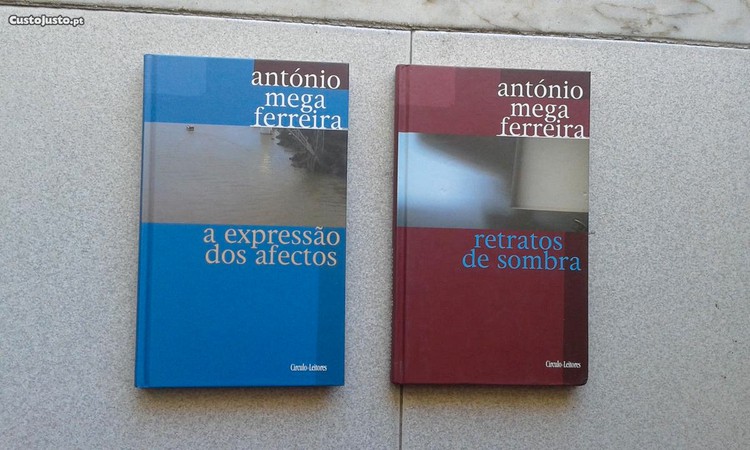 CustoJusto.pt
antónio
mega
ferreira
a expressão
dos afectos
Círculo-Leitores
antónio
mega
ferreira
retratos
de sombra
Círculo-Leitores